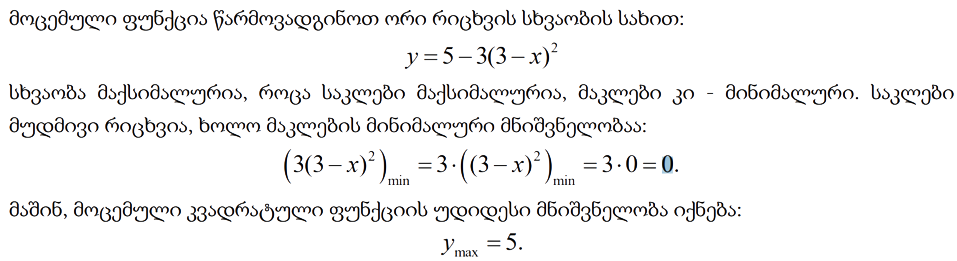 მოცემული ფუნქცია წარმოვადგინოთ ორი რიცხვის სხვაობის სახით:
y = 5 – 3(3 – x)²
სხვაობა მაქსიმალურია, როცა საკლები მაქსიმალურია, მაკლები კი - მინიმალური. საკლები
მუდმივი რიცხვია, ხოლო მაკლების მინიმალური მნიშვნელობაა:
(3(3 – x)²)min = 3 · ((3 – x)²)min = 3 · 0 = 0.
მაშინ, მოცემული კვადრატული ფუნქციის უდიდესი მნიშვნელობა იქნება:
ymax = 5.